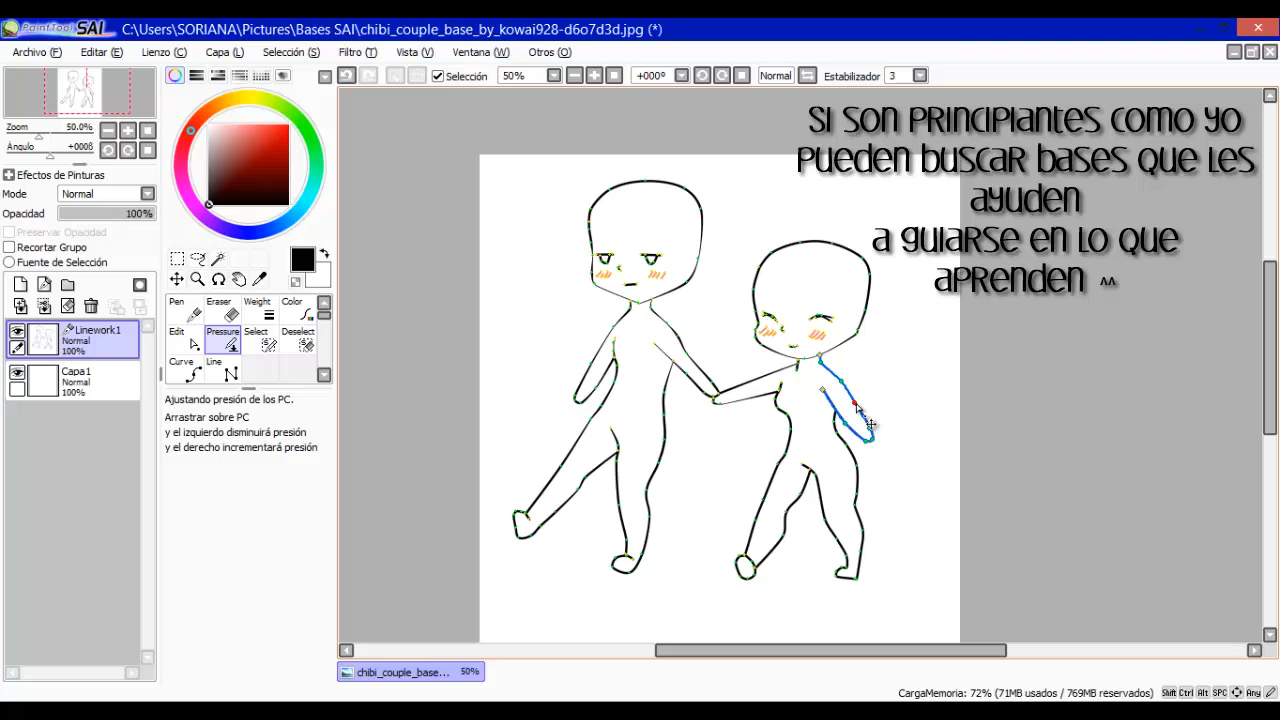 PaintTool SAI C:\Users\SORIANA\Pictures\Bases SAI\chibi_couple_base_by_kowai928-d6o7d3d.jpg (*)
Archivo (F) Editar (E) Lienzo (C) Capa (L) Selección (S) Filtro (T) Vista (V) Ventana (W) Otros (O)
Selección 50% +000º Normal Estabilizador 3
Zoom 50.0%
Ángulo +000ß
Efectos de Pinturas
Mode Normal
Opacidad 100%
Preservar Opacidad
Recortar Grupo
Fuente de Selección
Linework1
Normal
100%
Capa1
Normal
100%
Pen Eraser Weight Color
Edit Pressure Select Deselect
Curve Line
Ajustando presión de los PC.
Arrastrar sobre PC
y el izquierdo disminuirá presión
y el derecho incrementará presión
Si son principiantes como yo
pueden buscar bases que les
ayuden
a guiarse en lo que
aprenden ^^
chibi_couple_base... 50%
CargaMemoria: 72% (71MB usados / 769MB reservados) Shift Ctrl Alt SPC Any